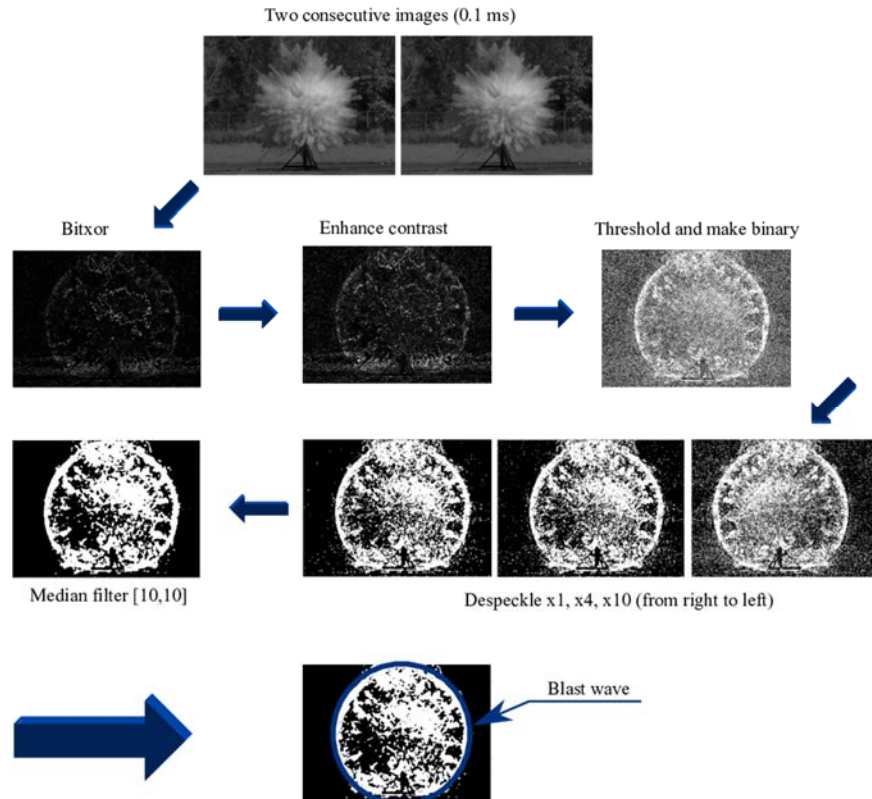 Two consecutive images (0.1 ms)
Bitxor
Enhance contrast
Threshold and make binary
Median filter [10,10]
Despeckle x1, x4, x10 (from right to left)
Blast wave